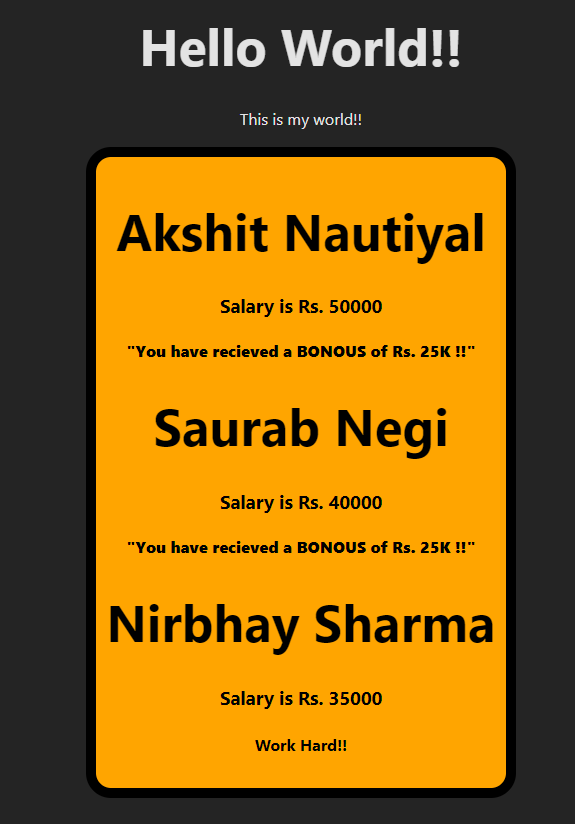 Hello World!!
This is my world!!
Akshit Nautiyal
Salary is Rs. 50000
"You have recieved a BONOUS of Rs. 25K !!"
Saurab Negi
Salary is Rs. 40000
"You have recieved a BONOUS of Rs. 25K !!"
Nirbhay Sharma
Salary is Rs. 35000
Work Hard!!